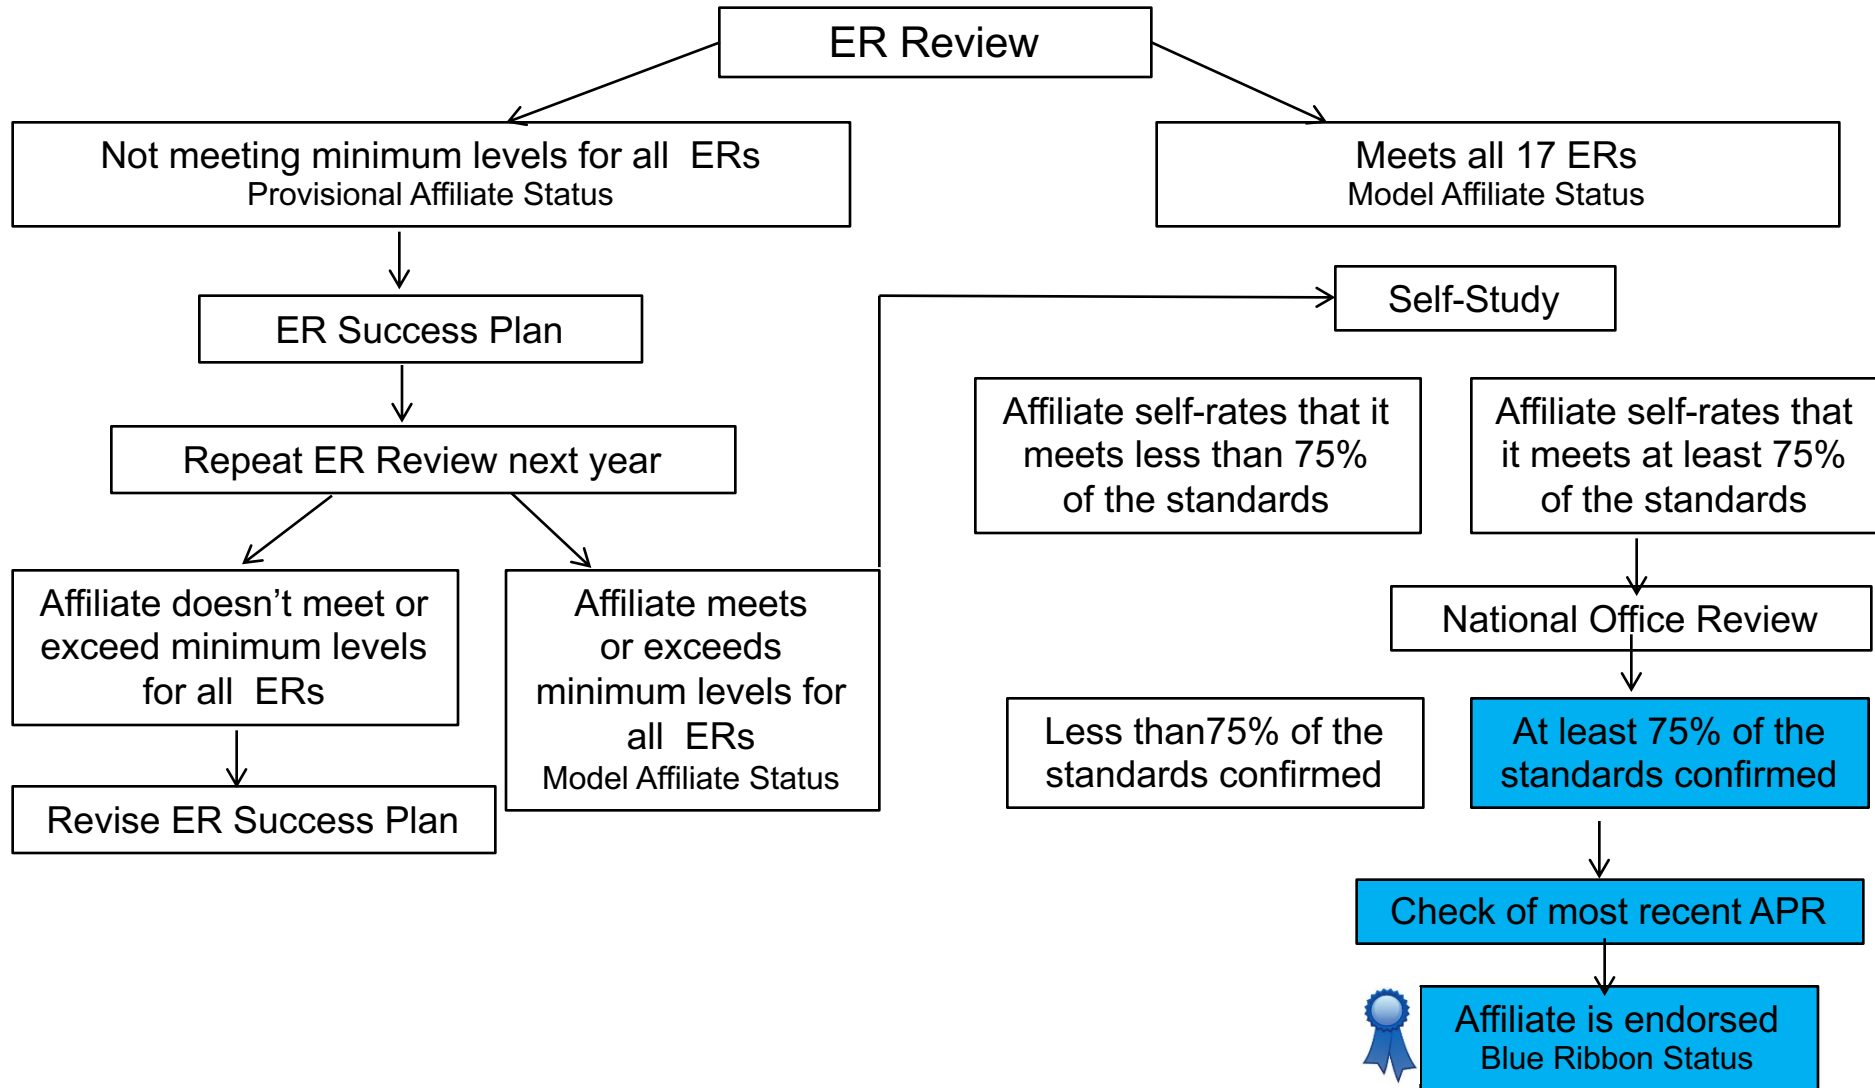 ER Review
Not meeting minimum levels for all  ERs
Provisional Affiliate Status
Meets all 17 ERs
Model Affiliate Status
ER Success Plan
Self-Study
Repeat ER Review next year
Affiliate self-rates that it
meets less than 75%
of the standards
Affiliate self-rates that
it meets at least 75%
of the standards
Affiliate doesn’t meet or
exceed minimum levels
for all  ERs
Affiliate meets
or exceeds
minimum levels for
all  ERs
Model Affiliate Status
National Office Review
Less than75% of the
standards confirmed
At least 75% of the
standards confirmed
Revise ER Success Plan
Check of most recent APR
Affiliate is endorsed
Blue Ribbon Status